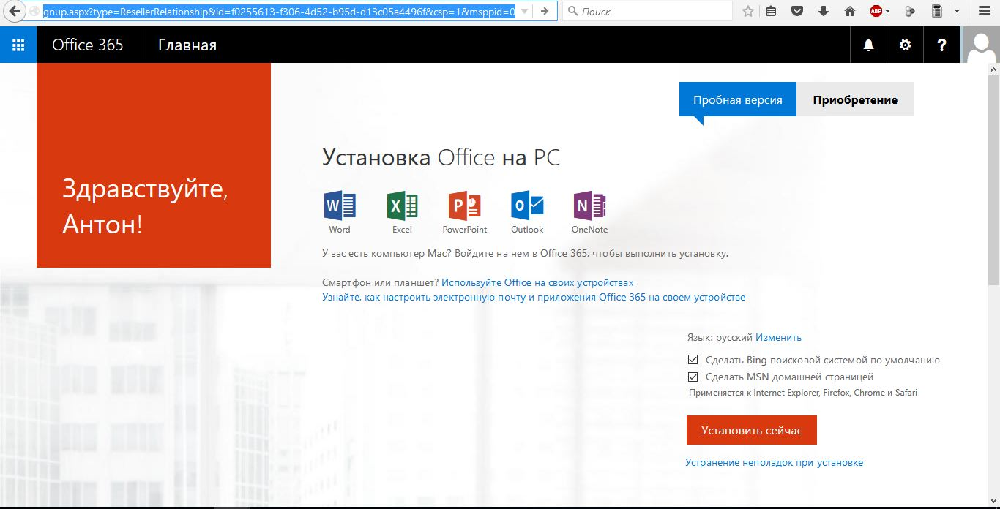 gnup.aspx?type=ResellerRelationship&id=f0255613-f306-4d52-b95d-d13c05a4496f&csp=1&msppid=0
Поиск
ABP
Office 365
Главная
?
Пробная версия
Приобретение
Здравствуйте,
Антон!
Установка Office на PC
Word
Excel
PowerPoint
Outlook
OneNote
У вас есть компьютер Mac? Войдите на нем в Office 365, чтобы выполнить установку.
Смартфон или планшет? Используйте Office на своих устройствах
Узнайте, как настроить электронную почту и приложения Office 365 на своем устройстве
Язык: русский Изменить
Сделать Bing поисковой системой по умолчанию
Сделать MSN домашней страницей
Применяется к Internet Explorer, Firefox, Chrome и Safari
Установить сейчас
Устранение неполадок при установке